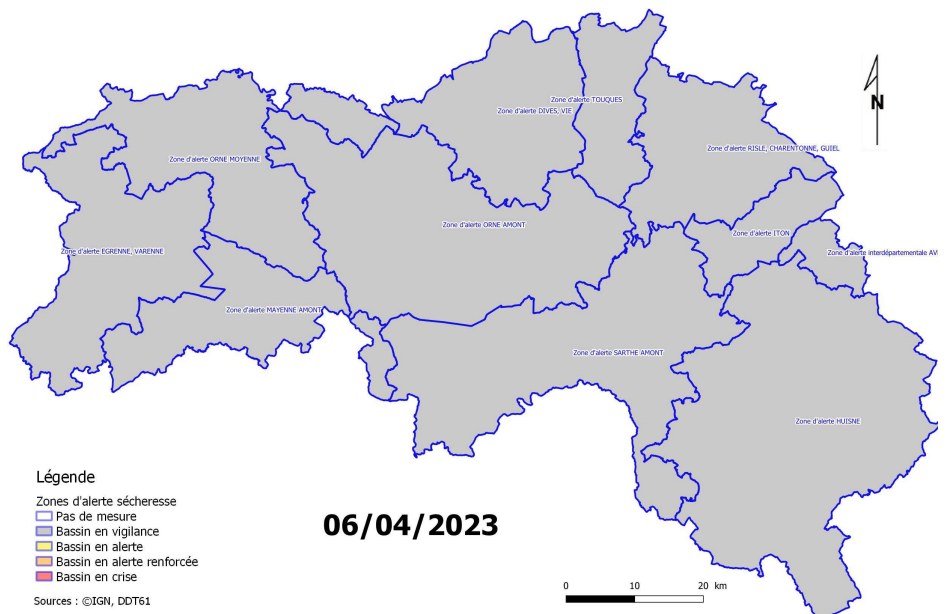 N
Zone d'alerte TOUQUES
Zone d'alerte DIVES, VIE
Zone d'alerte RISLE, CHARENTONNE, GUIEL
Zone d'alerte ORNE MOYENNE
Zone d'alerte ORNE AMONT
Zone d'alerte ITON
Zone d'alerte EGRENNE, VARENNE
Zone d'alerte interdépartementale AV
Zone d'alerte MAYENNE AMONT
Zone d'alerte SARTHE AMONT
Zone d'alerte HUISNE
Légende
Zones d'alerte sécheresse
Pas de mesure
Bassin en vigilance
Bassin en alerte
Bassin en alerte renforcée
Bassin en crise
06/04/2023
0 10 20 km
Sources : ©IGN, DDT61